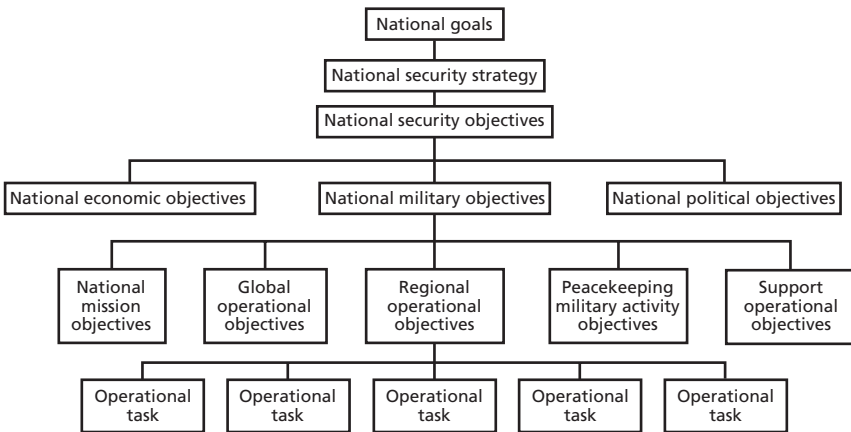 National goals
National security strategy
National security objectives
National economic objectives
National military objectives
National political objectives
National
mission
objectives
Global
operational
objectives
Regional
operational
objectives
Peacekeeping
military activity
objectives
Support
operational
objectives
Operational
task
Operational
task
Operational
task
Operational
task
Operational
task